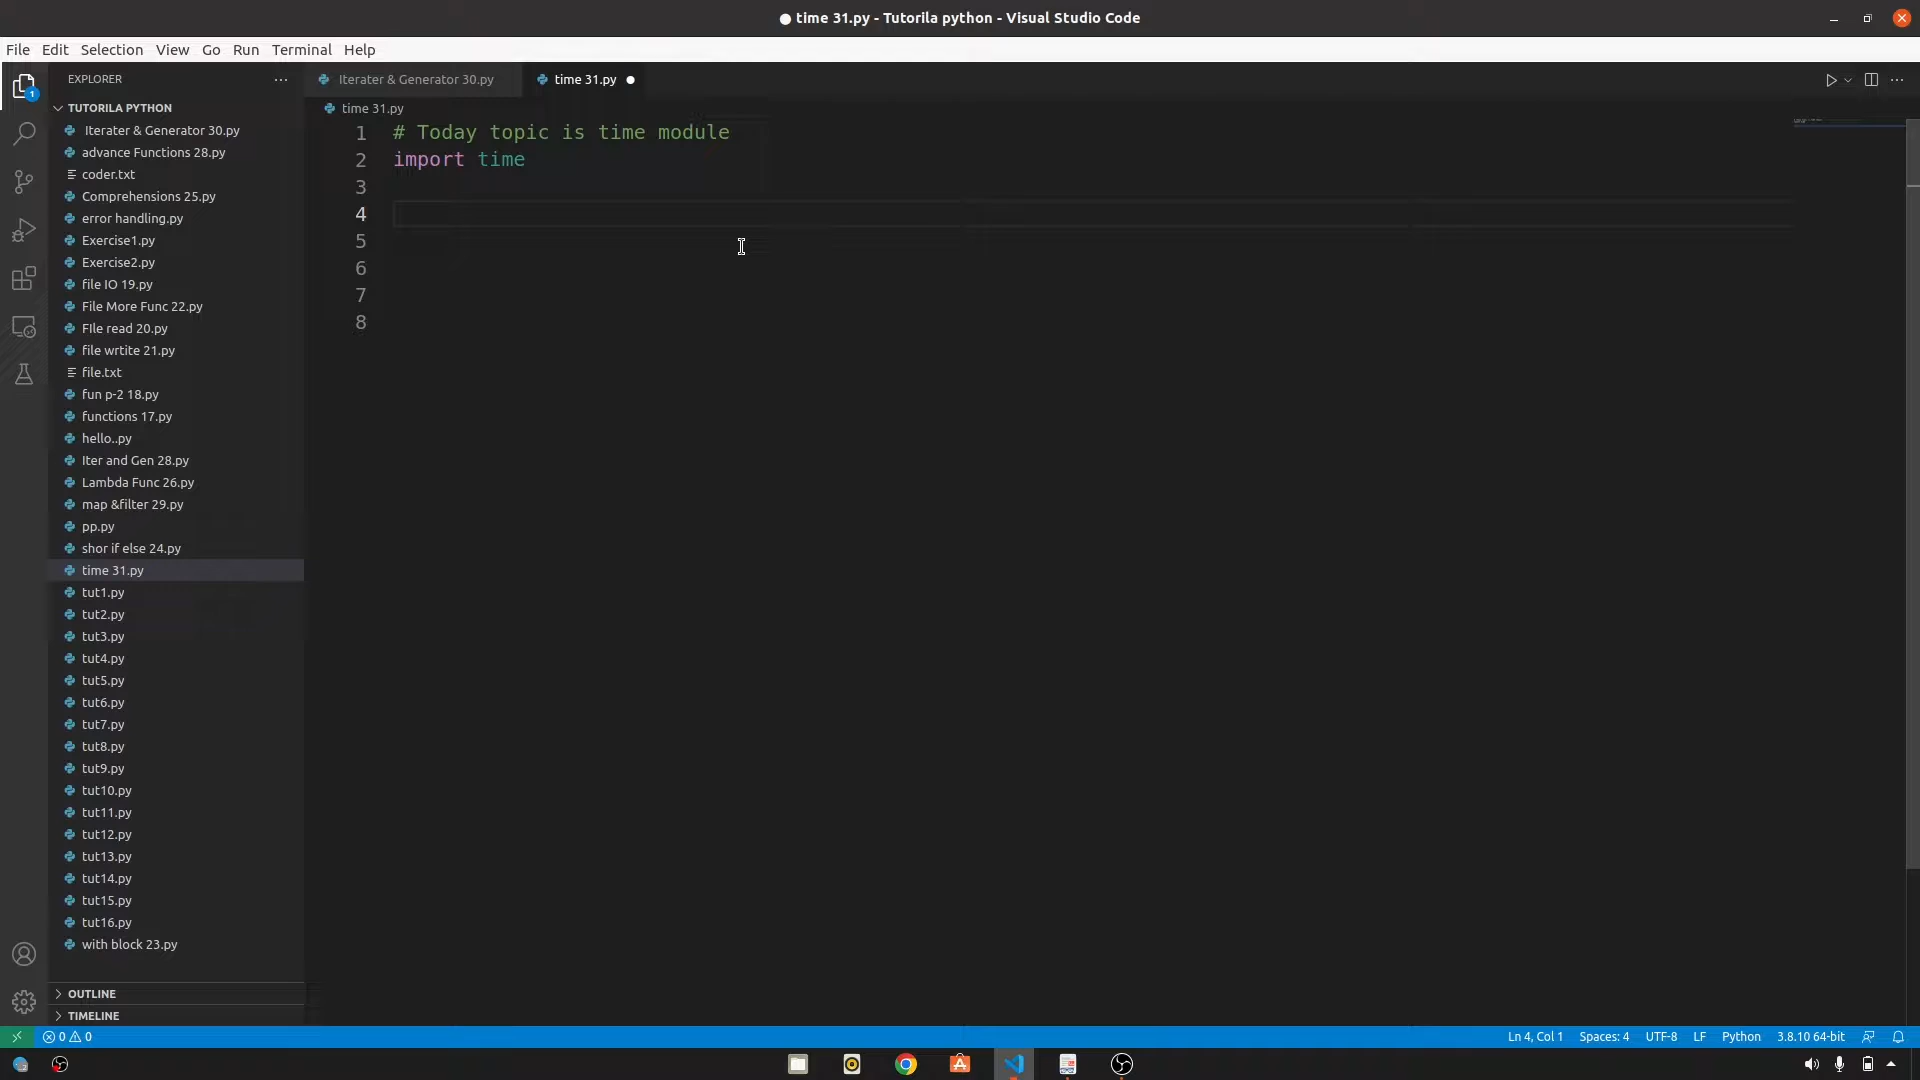 ● time 31.py - Tutorila python - Visual Studio Code
File Edit Selection View Go Run Terminal Help
EXPLORER
Iterater & Generator 30.py
time 31.py
TUTORILA PYTHON
time 31.py
1
Iterater & Generator 30.py
advance Functions 28.py
coder.txt
Comprehensions 25.py
error handling.py
Exercise1.py
Exercise2.py
file IO 19.py
File More Func 22.py
FIle read 20.py
file wrtite 21.py
file.txt
fun p-2 18.py
functions 17.py
hello..py
Iter and Gen 28.py
Lambda Func 26.py
map &filter 29.py
pp.py
shor if else 24.py
time 31.py
tut1.py
tut2.py
tut3.py
tut4.py
tut5.py
tut6.py
tut7.py
tut8.py
tut9.py
tut10.py
tut11.py
tut12.py
tut13.py
tut14.py
tut15.py
tut16.py
with block 23.py
OUTLINE
TIMELINE
1 # Today topic is time module
2 import time
3
4
5
6
7
8
0 0 Ln 4, Col 1 Spaces: 4 UTF-8 LF Python 3.8.10 64-bit